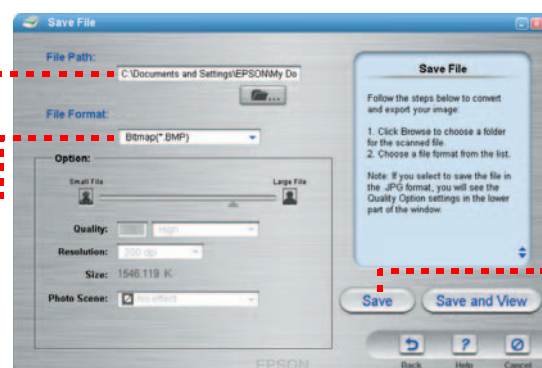 Save File
File Path:
C:\Documents and Settings\EPSON\My Do
File Format:
Bitmap(*.BMP)
Option:
Small File
Large File
Quality:
High
Resolution:
200 dpi
Size: 1546.119 K
Photo Scene:
No effect
Save File
Follow the steps below to convert
and export your image:
1. Click Browse to choose a folder
for the scanned file.
2. Choose a file format from the list.
Note: If you select to save the file in
the .JPG format, you will see the
Quality Option settings in the lower
part of the window.
Save
Save and View
Back
Help
Cancel
EPSON